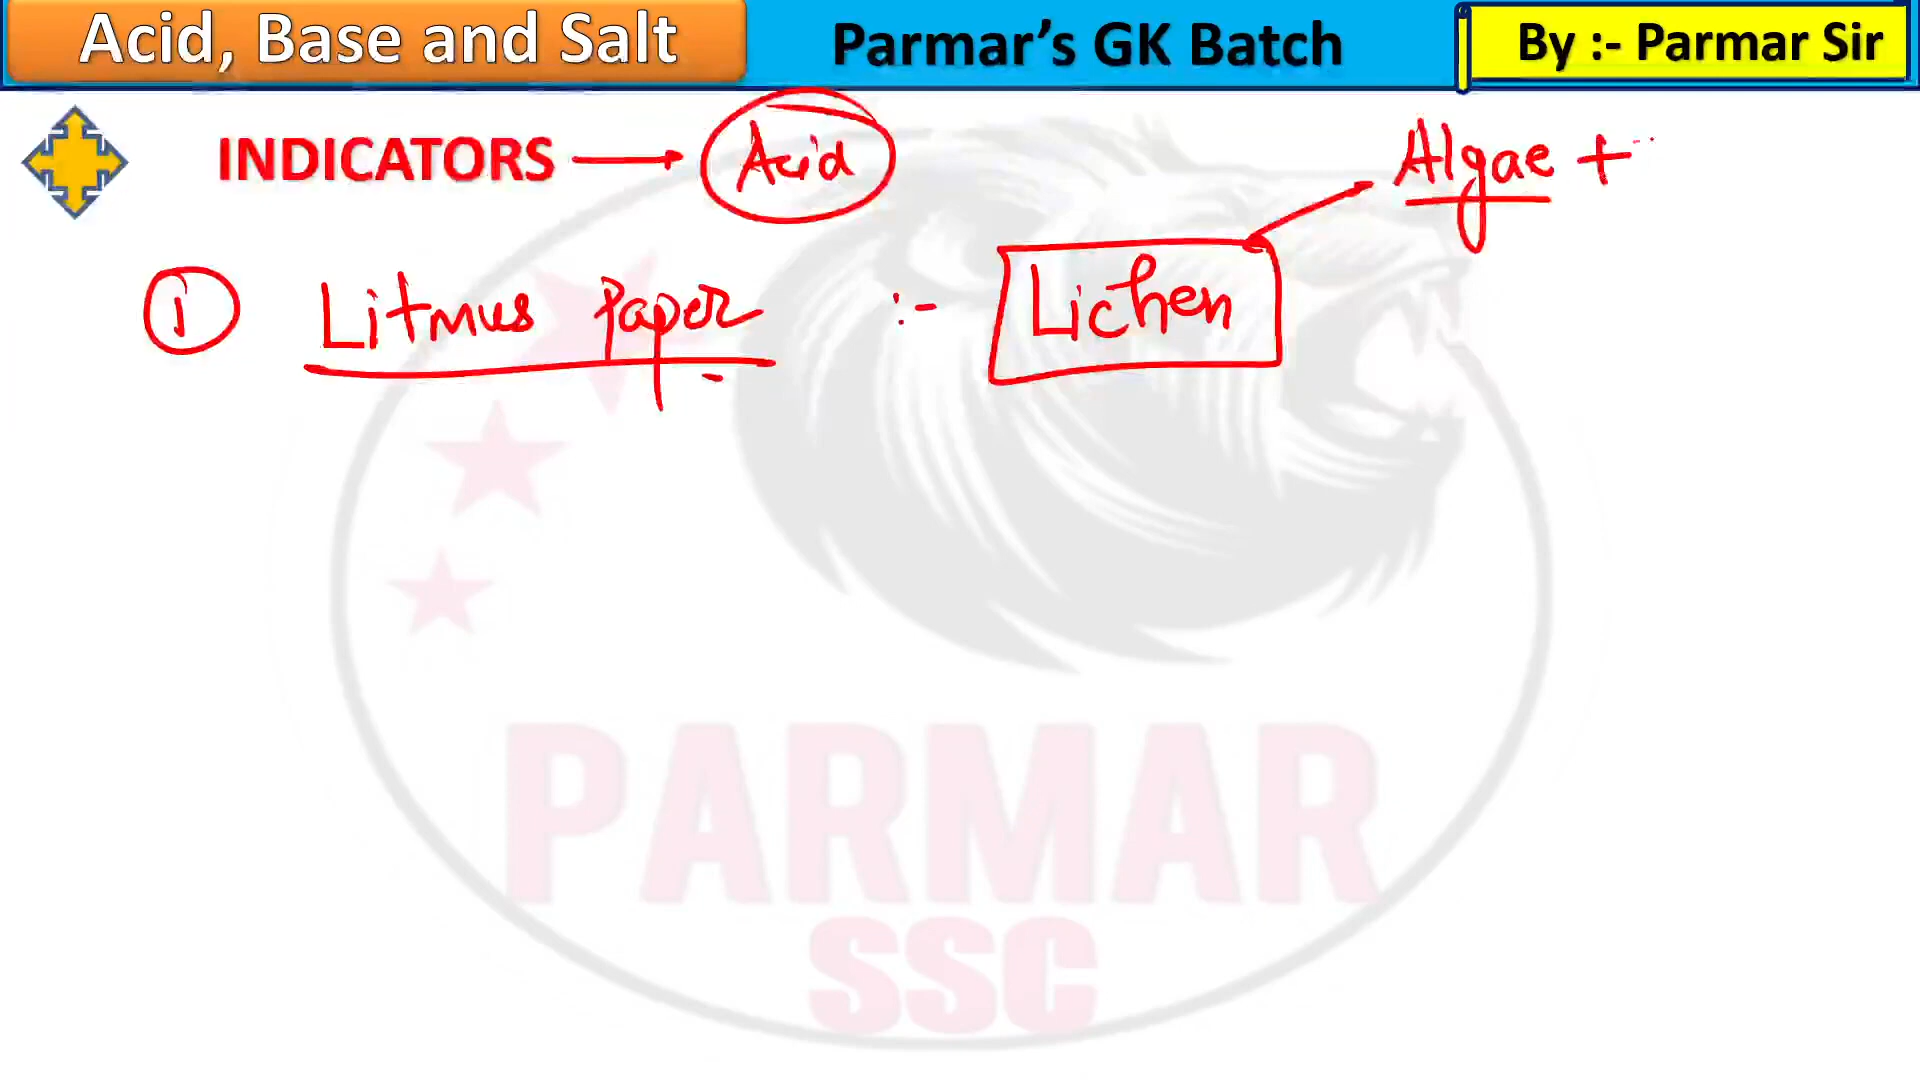 Acid, Base and Salt Parmar's GK Batch By :- Parmar Sir
INDICATORS → Acid
Algae +
① Litmus Paper :- Lichen
PARMAR
SSC